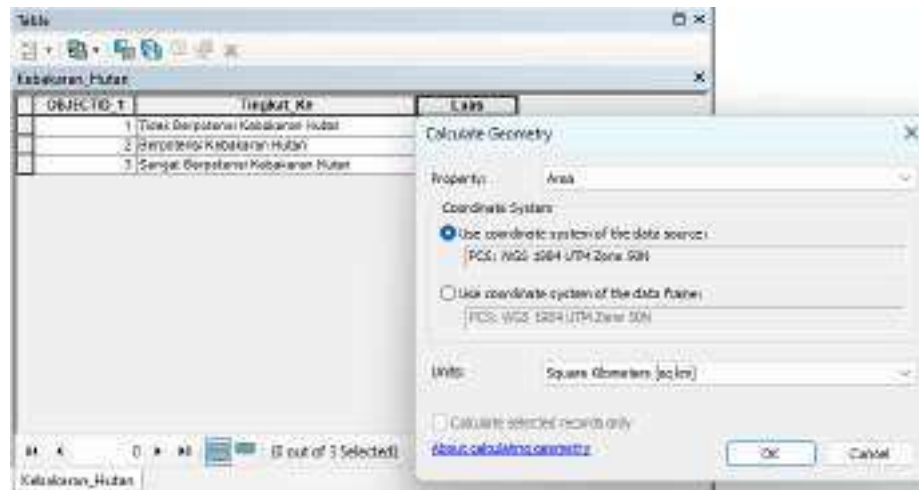 Table
Kebakaran_Hutan
OBJECTID_1 Tingkat_Ke Luas
1 Tidak Berpotensi Kebakaran Hutan
2 Berpotensi Kebakaran Hutan
3 Sangat Berpotensi Kebakaran Hutan
Calculate Geometry
Property: Area
Coordinate System
Use coordinate system of the data source:
PCS: WGS 1984 UTM Zone 50N
Use coordinate system of the data frame:
PCS: WGS 1984 UTM Zone 50N
Units: Square Kilometers [sq km]
Calculate selected records only
About calculating geometry
OK Cancel
0 (0 out of 3 Selected)
Kebakaran_Hutan